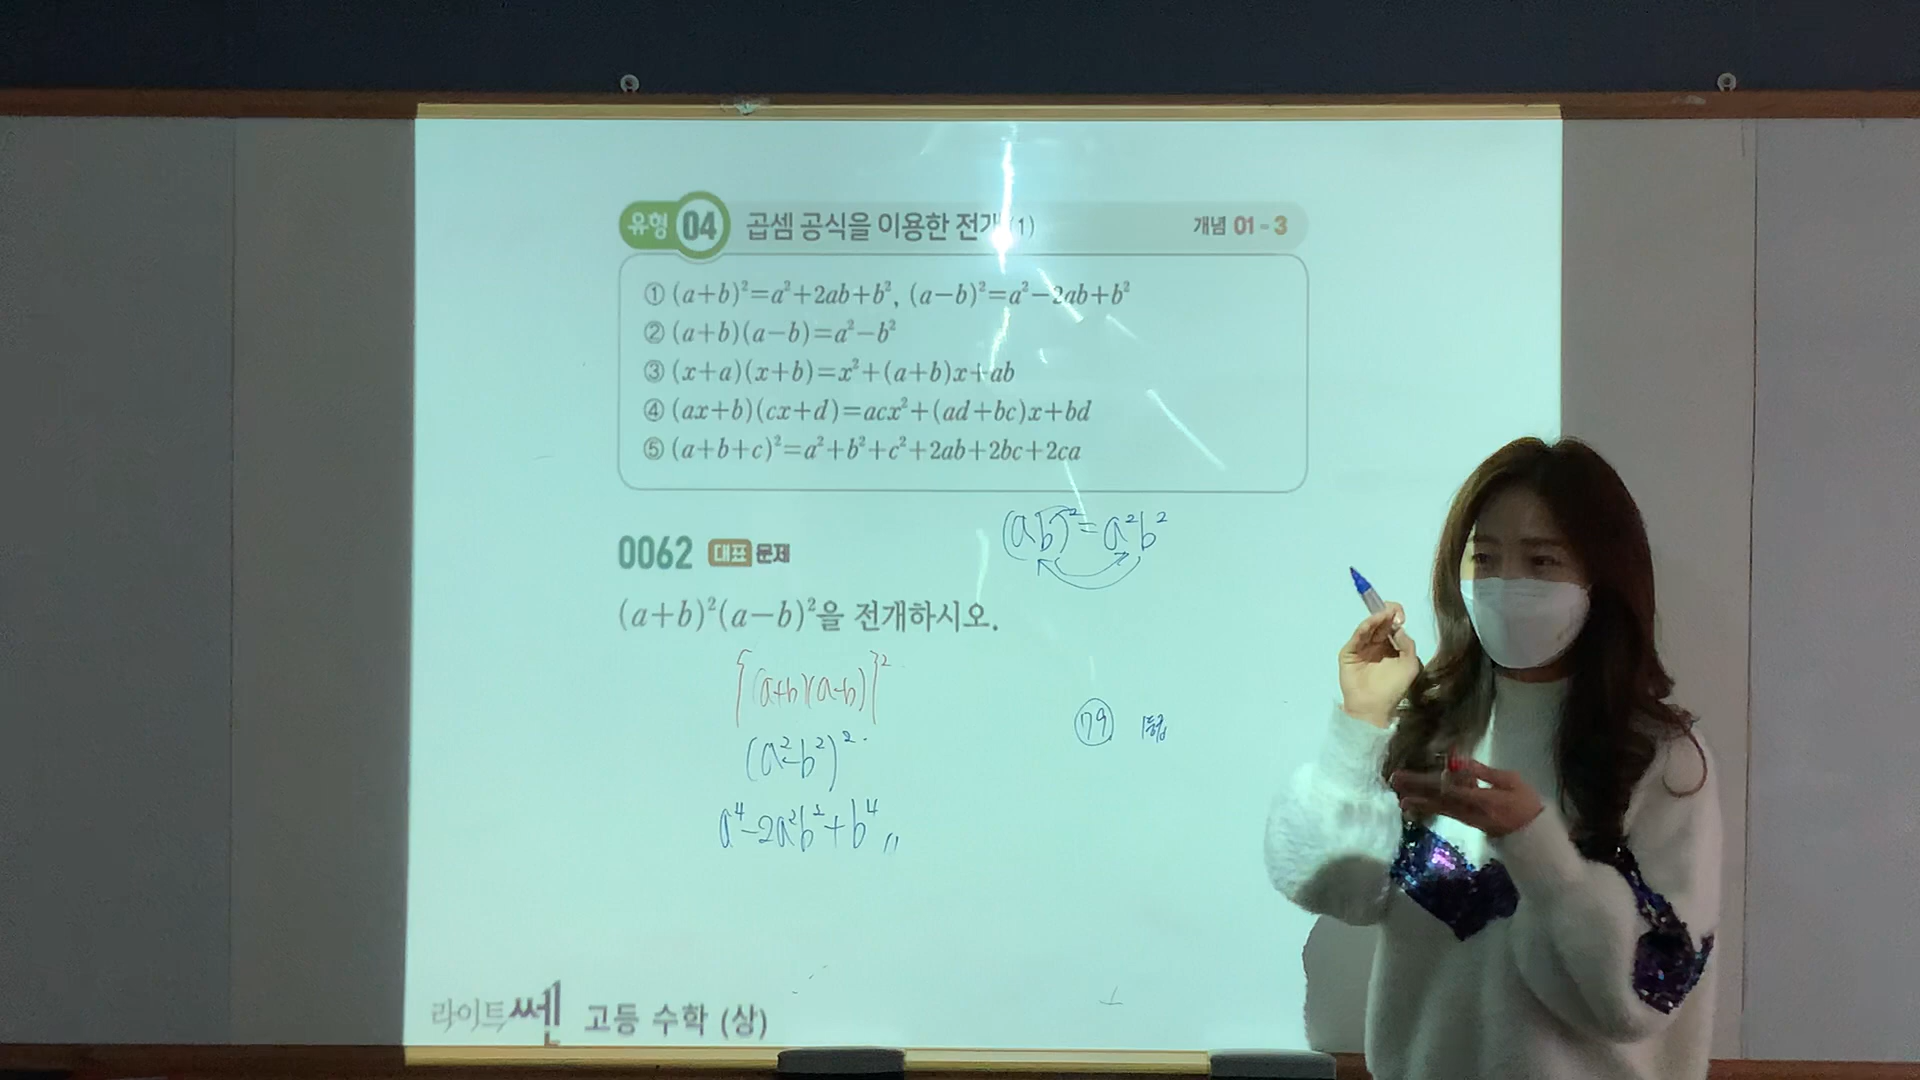 유형 04 곱셈 공식을 이용한 전개 (1) 개념 01-3
① (a+b)²=a²+2ab+b², (a−b)²=a²−2ab+b²
② (a+b)(a−b)=a²−b²
③ (x+a)(x+b)=x²+(a+b)x+ab
④ (ax+b)(cx+d)=acx²+(ad+bc)x+bd
⑤ (a+b+c)²=a²+b²+c²+2ab+2bc+2ca
(ab)²=a²b²
0062 대표 문제
(a+b)²(a−b)²을 전개하시오.
{(a+b)(a−b)}²
(a²−b²)²
79
a⁴−2a²b²+b⁴
라이트쎈 고등 수학 (상)